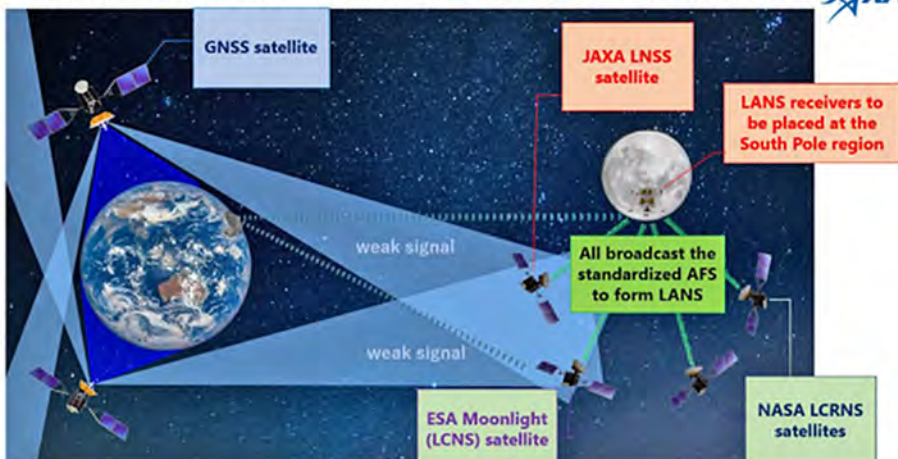 GNSS satellite
JAXA LNSS
satellite
LANS receivers to
be placed at the
South Pole region
weak signal
All broadcast the
standardized AFS
to form LANS
weak signal
ESA Moonlight
(LCNS) satellite
NASA LCRNS
satellites